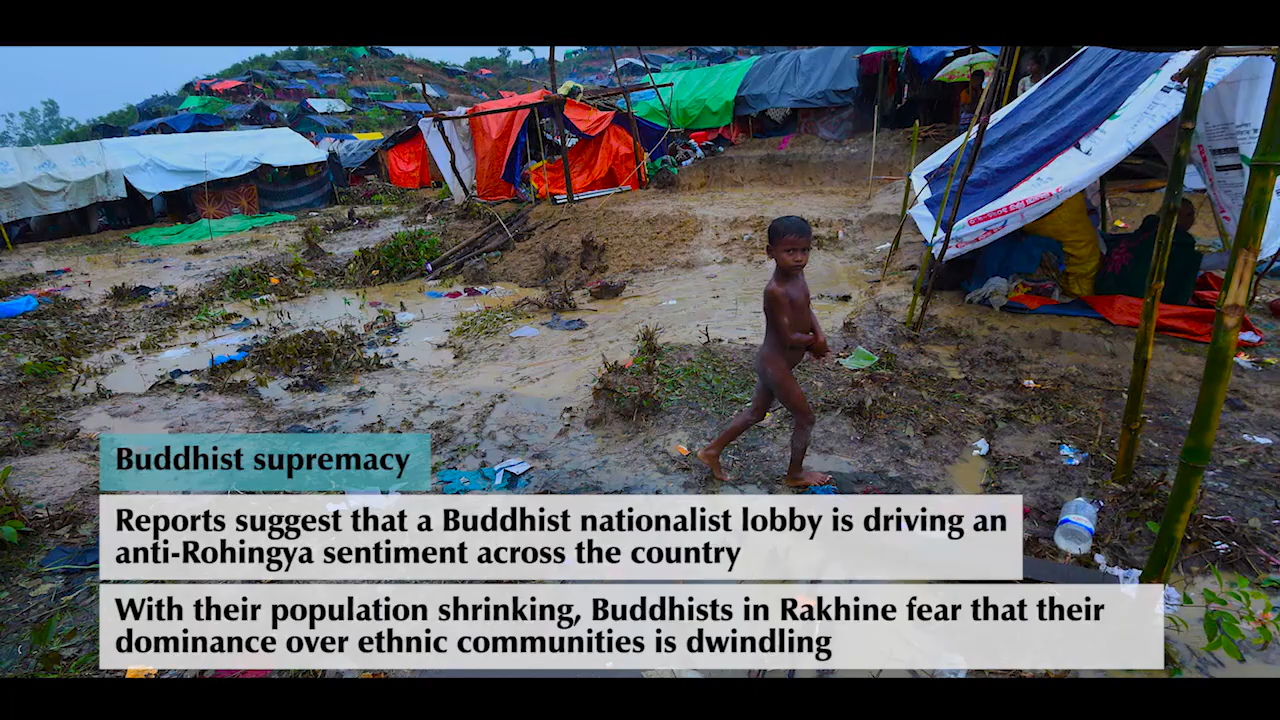 Buddhist supremacy
Reports suggest that a Buddhist nationalist lobby is driving an
anti-Rohingya sentiment across the country
With their population shrinking, Buddhists in Rakhine fear that their
dominance over ethnic communities is dwindling